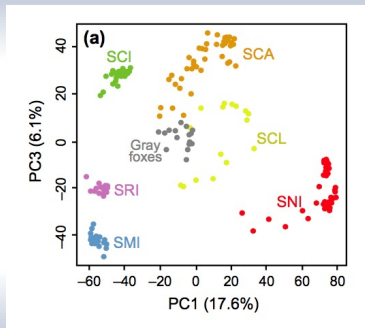 (a)
SCI
SCA
SCL
Gray
foxes
SRI
SNI
SMI
PC3 (6.1%)
40
20
0
−20
−40
−60 −40 −20 0 20 40 60 80
PC1 (17.6%)